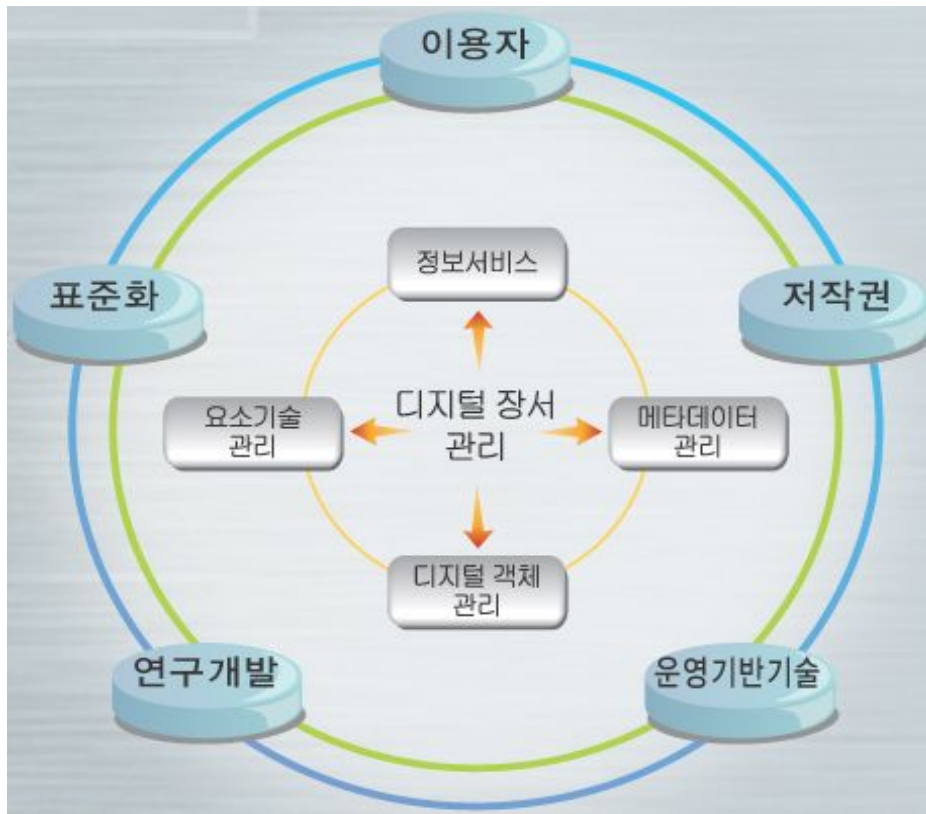 이용자
표준화
저작권
정보서비스
요소기술
관리
디지털 장서
관리
메타데이터
관리
디지털 객체
관리
연구개발
운영기반기술